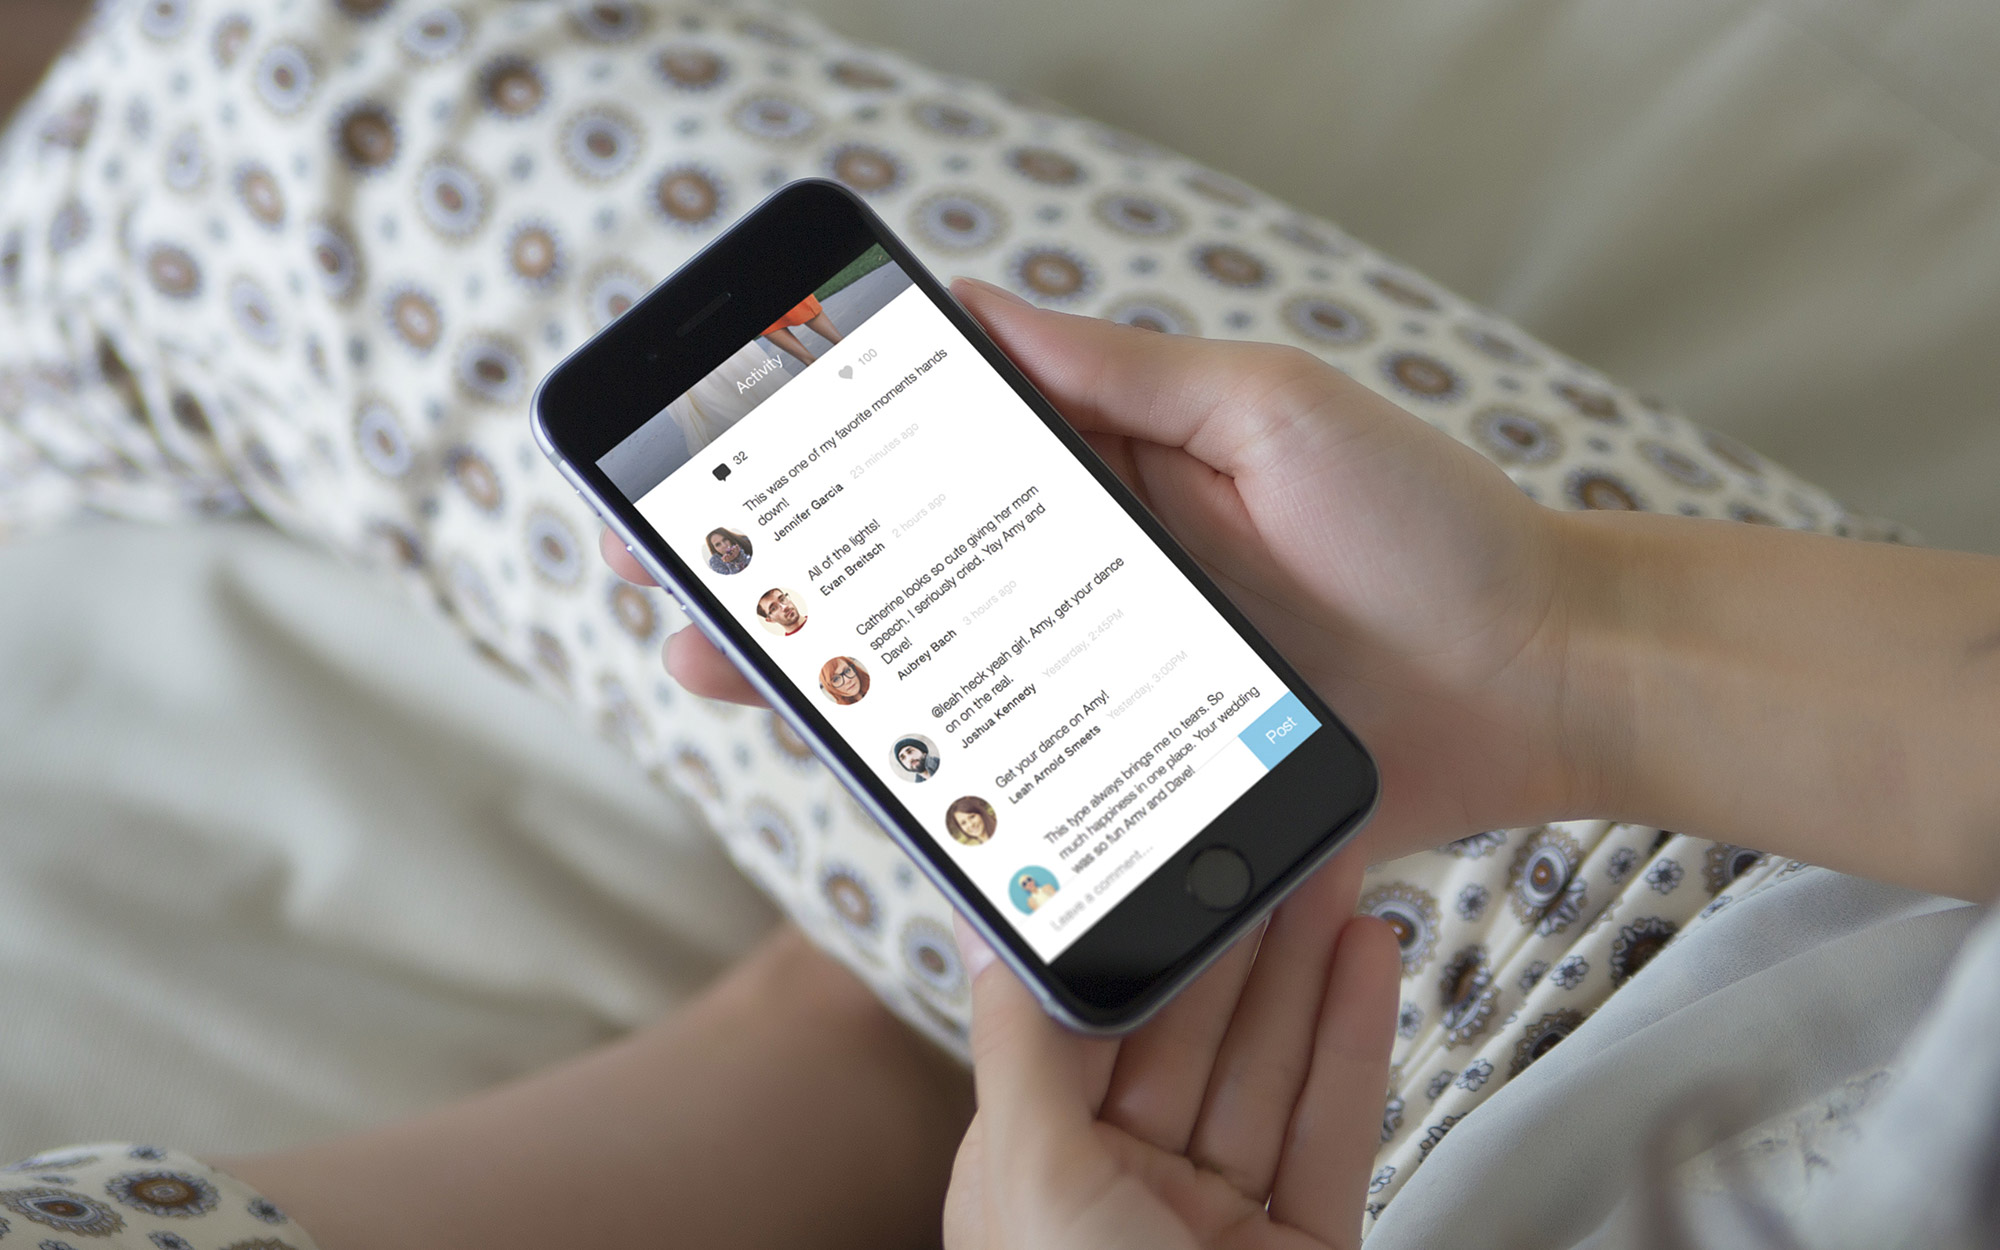 Activity
32
100
This was one of my favorite moments hands
down!
Jennifer Garcia 23 minutes ago
All of the lights!
Evan Breitsch 2 hours ago
Catherine looks so cute giving her mom
speech. I seriously cried. Yay Amy and
Dave!
Aubrey Bach 3 hours ago
@leah heck yeah girl. Amy, get your dance
on on the real.
Joshua Kennedy Yesterday, 2:45PM
Get your dance on Amy!
Leah Arnold Smeets Yesterday, 3:00PM
This type always brings me to tears. So
much happiness in one place. Your wedding
was so fun Amy and Dave!
Leave a comment...
Post